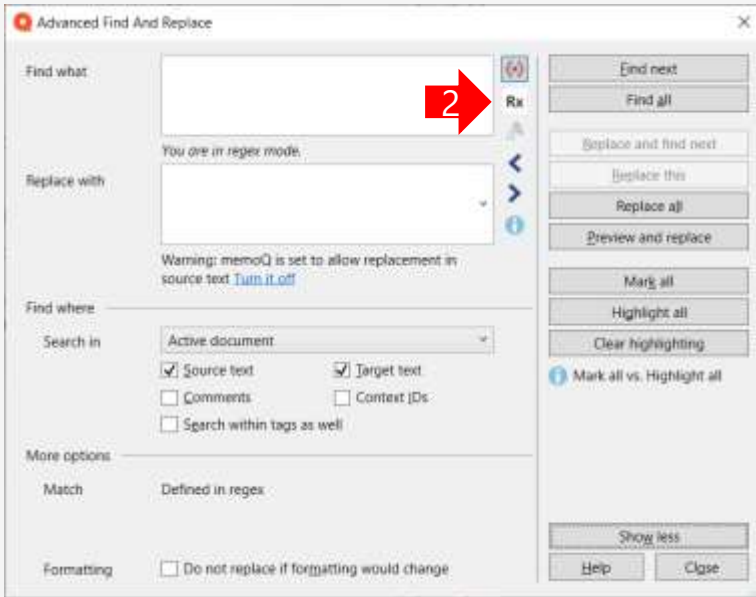 Advanced Find And Replace
Find what
2
Rx
You are in regex mode.
Replace with
Warning: memoQ is set to allow replacement in
source text Turn it off
Find where
Search in
Active document
Source text
Target text
Comments
Context IDs
Search within tags as well
More options
Match
Defined in regex
Formatting
Do not replace if formatting would change
Find next
Find all
Replace and find next
Replace this
Replace all
Preview and replace
Mark all
Highlight all
Clear highlighting
Mark all vs. Highlight all
Show less
Help
Close